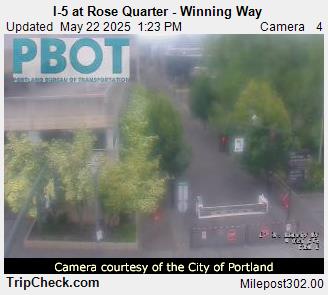 I-5 at Rose Quarter - Winning Way
Updated May 22 2025 1:23 PM Camera 4
PBOT
PORTLAND BUREAU OF TRANSPORTATION
Camera courtesy of the City of Portland
TripCheck.com Milepost302.00